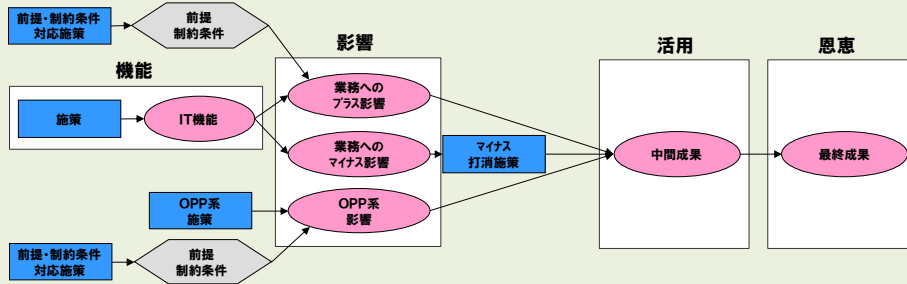 前提・制約条件
対応施策
前提
制約条件
影響
活用
恩恵
機能
施策
IT機能
業務への
プラス影響
業務への
マイナス影響
マイナス
打消施策
中間成果
最終成果
OPP系
施策
OPP系
影響
前提・制約条件
対応施策
前提
制約条件